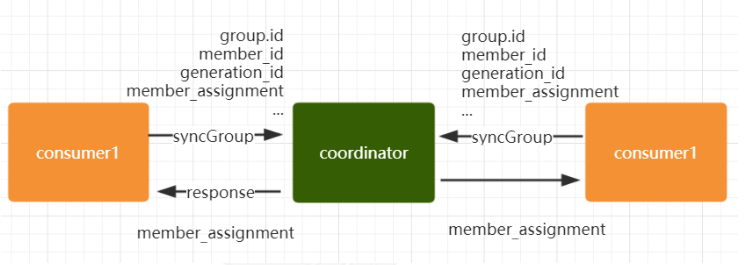 group.id
member_id
generation_id
member_assignment
...
group.id
member_id
generation_id
member_assignment
...
consumer1
syncGroup
coordinator
syncGroup
consumer1
response
member_assignment
member_assignment